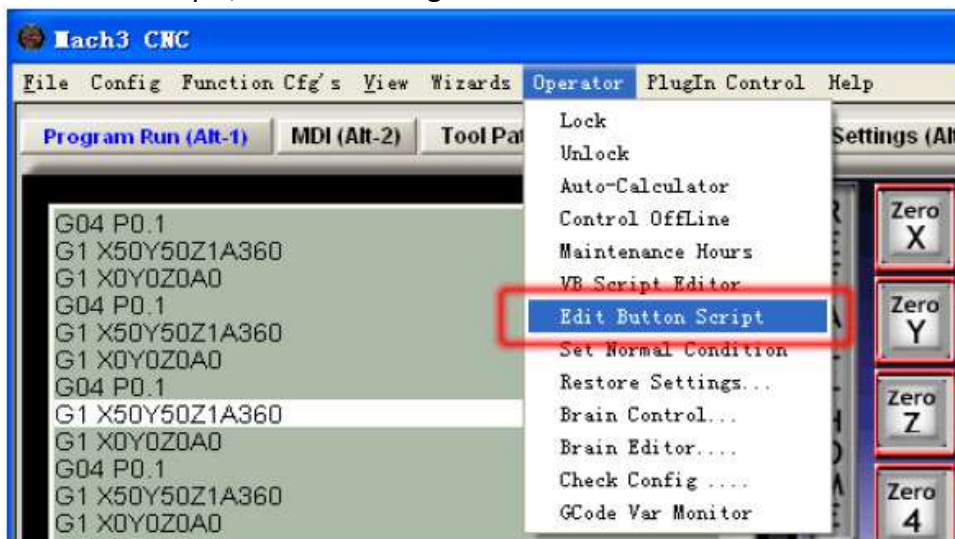 Mach3 CNC
File Config Function Cfg's View Wizards Operator PlugIn Control Help
Program Run (Alt-1) MDI (Alt-2) Tool Pat Settings (Alt
Lock
Unlock
Auto-Calculator
Control OffLine
Maintenance Hours
VB Script Editor
Edit Button Script
Set Normal Condition
Restore Settings...
Brain Control...
Brain Editor....
Check Config ....
GCode Var Monitor
G04 P0.1
G1 X50Y50Z1A360
G1 X0Y0Z0A0
G04 P0.1
G1 X50Y50Z1A360
G1 X0Y0Z0A0
G04 P0.1
G1 X50Y50Z1A360
G1 X0Y0Z0A0
G04 P0.1
G1 X50Y50Z1A360
G1 X0Y0Z0A0
Zero
X
Zero
Y
Zero
Z
Zero
4